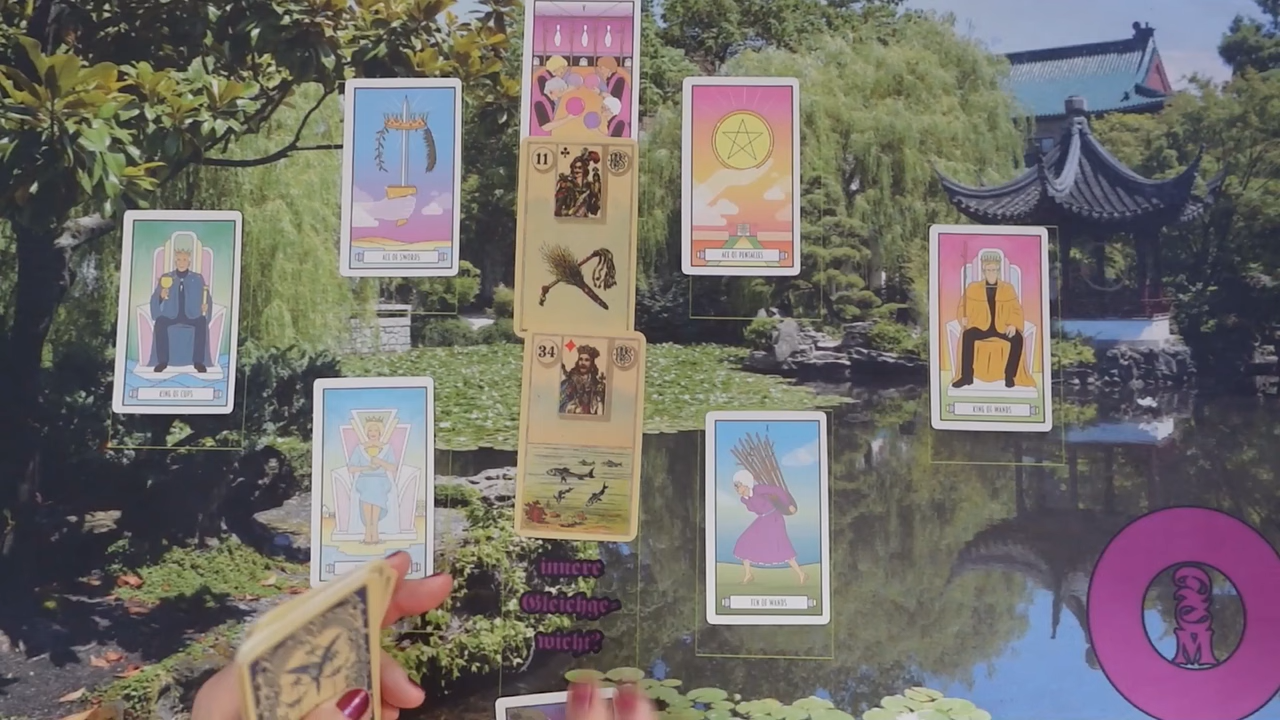 ACE OF SWORDS
11
ACE OF PENTACLES
KING OF CUPS
34
KING OF WANDS
TEN OF WANDS
innere
Gleichge-
wicht?